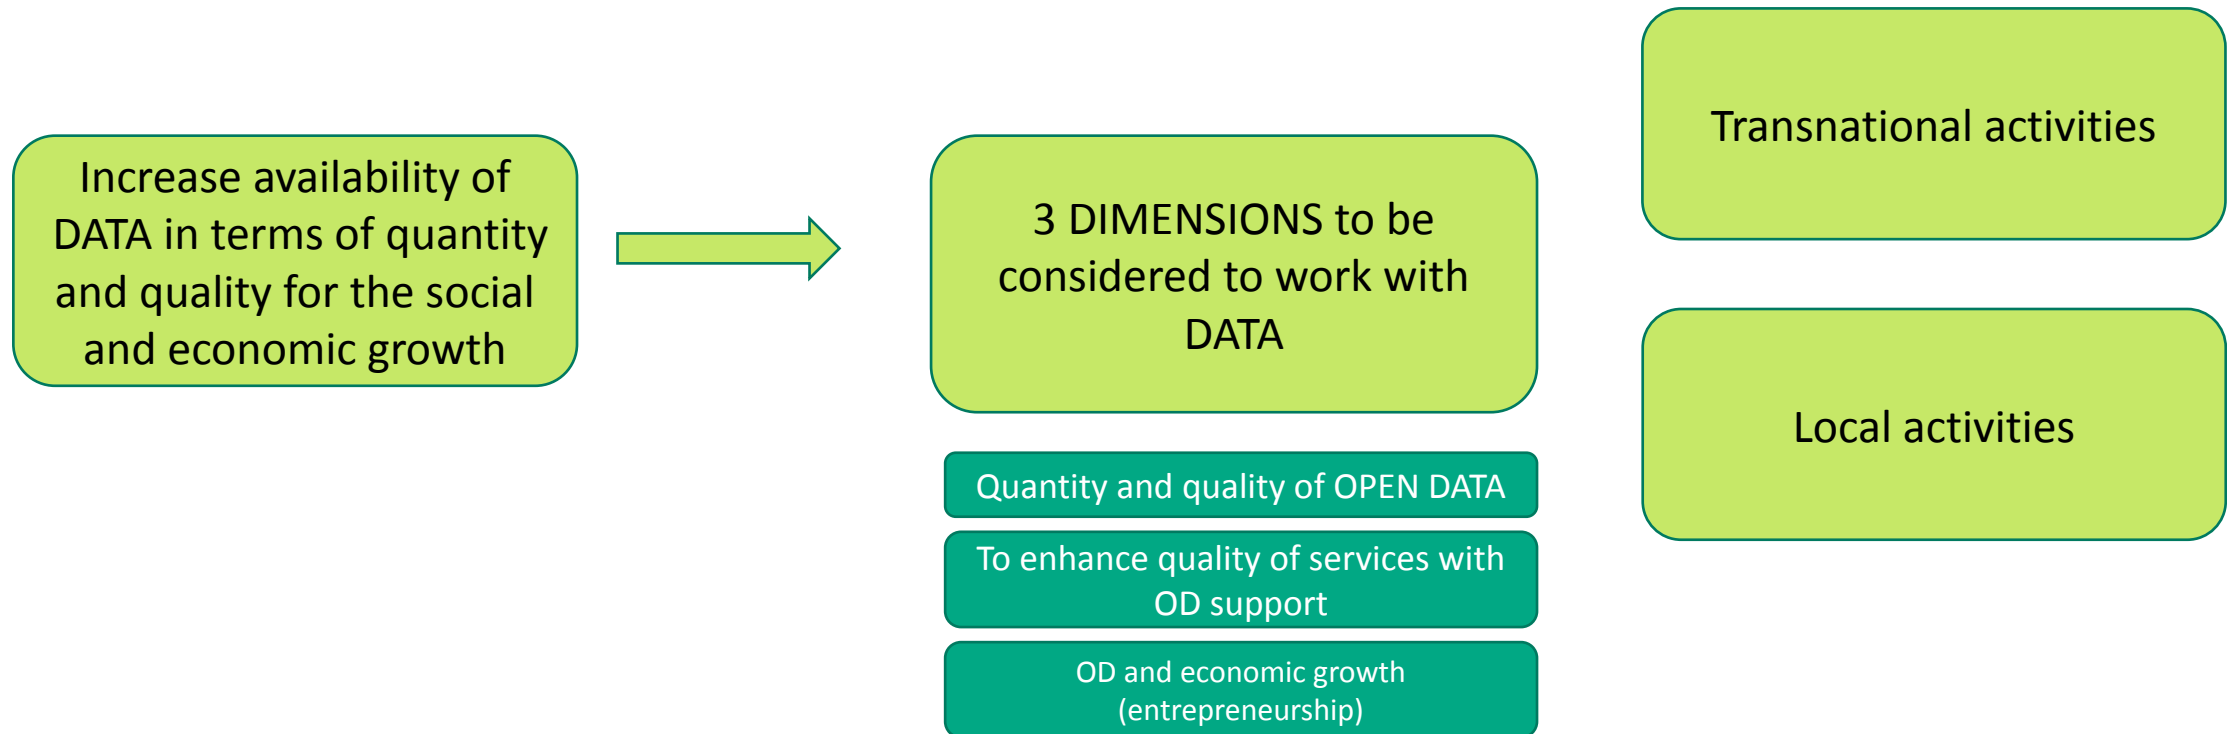 Increase availability of
DATA in terms of quantity
and quality for the social
and economic growth
3 DIMENSIONS to be
considered to work with
DATA
Quantity and quality of OPEN DATA
To enhance quality of services with
OD support
OD and economic growth
(entrepreneurship)
Transnational activities
Local activities